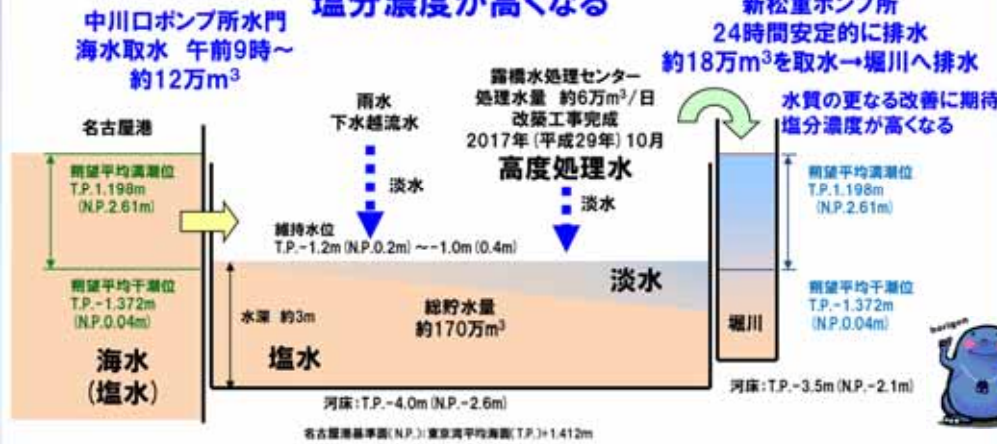 塩分濃度が高くなる
中川口ポンプ所水門
海水取水 午前9時～
約12万m³
新松重ポンプ所
24時間安定的に排水
約18万m³を取水→堀川へ排水
水質の更なる改善に期待
塩分濃度が高くなる
名古屋港
雨水
下水越流水
淡水
露橋水処理センター
処理水量 約6万m³/日
改築工事完成
2017年(平成29年)10月
高度処理水
淡水
朔望平均満潮位
T.P.1.198m
(N.P.2.61m)
維持水位
T.P.-1.2m(N.P.0.2m)～-1.0m(0.4m)
朔望平均満潮位
T.P.1.198m
(N.P.2.61m)
朔望平均干潮位
T.P.-1.372m
(N.P.0.04m)
海水
(塩水)
水深 約3m
塩水
総貯水量
約170万m³
淡水
堀川
朔望平均干潮位
T.P.-1.372m
(N.P.0.04m)
horigon
河床:T.P.-4.0m(N.P.-2.6m)
河床:T.P.-3.5m(N.P.-2.1m)
名古屋港基準面(N.P.):東京湾平均海面(T.P.)+1.412m